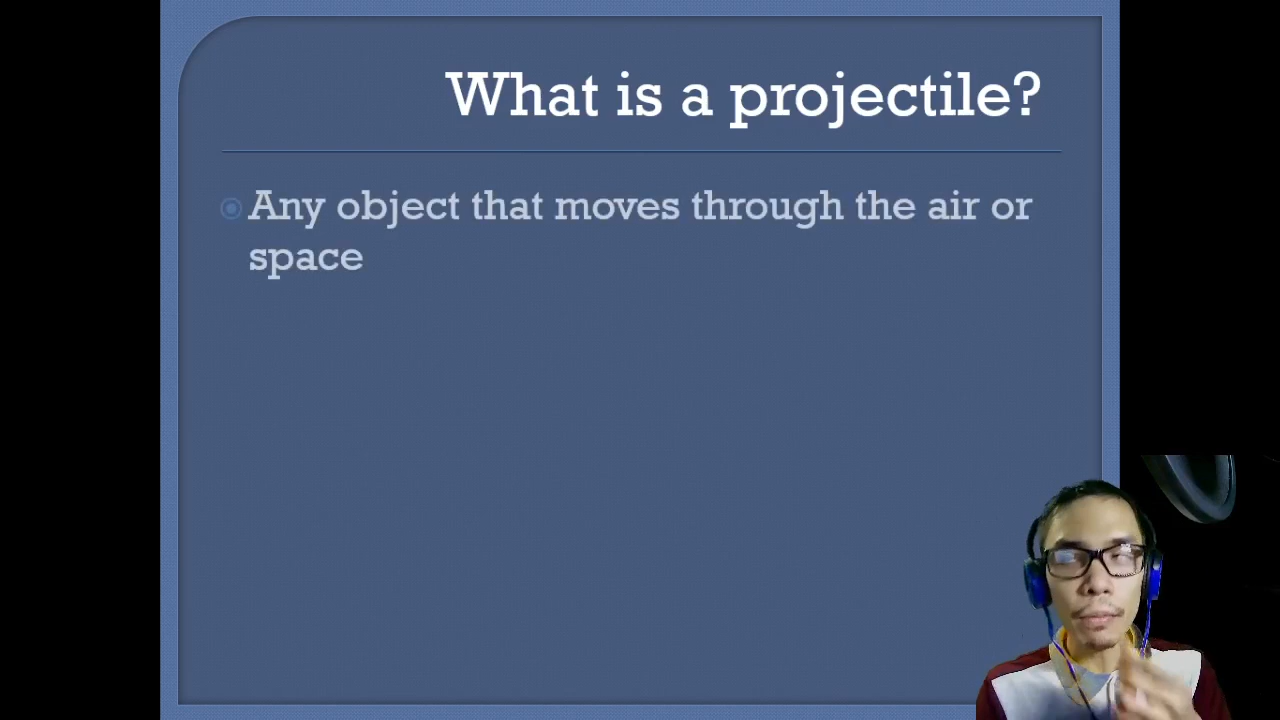 What is a projectile?
Any object that moves through the air or
space